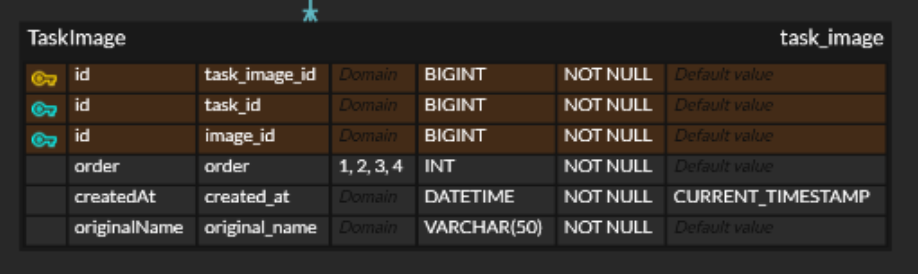 TaskImage task_image
id task_image_id Domain BIGINT NOT NULL Default value
id task_id Domain BIGINT NOT NULL Default value
id image_id Domain BIGINT NOT NULL Default value
order order 1, 2, 3, 4 INT NOT NULL Default value
createdAt created_at Domain DATETIME NOT NULL CURRENT_TIMESTAMP
originalName original_name Domain VARCHAR(50) NOT NULL Default value